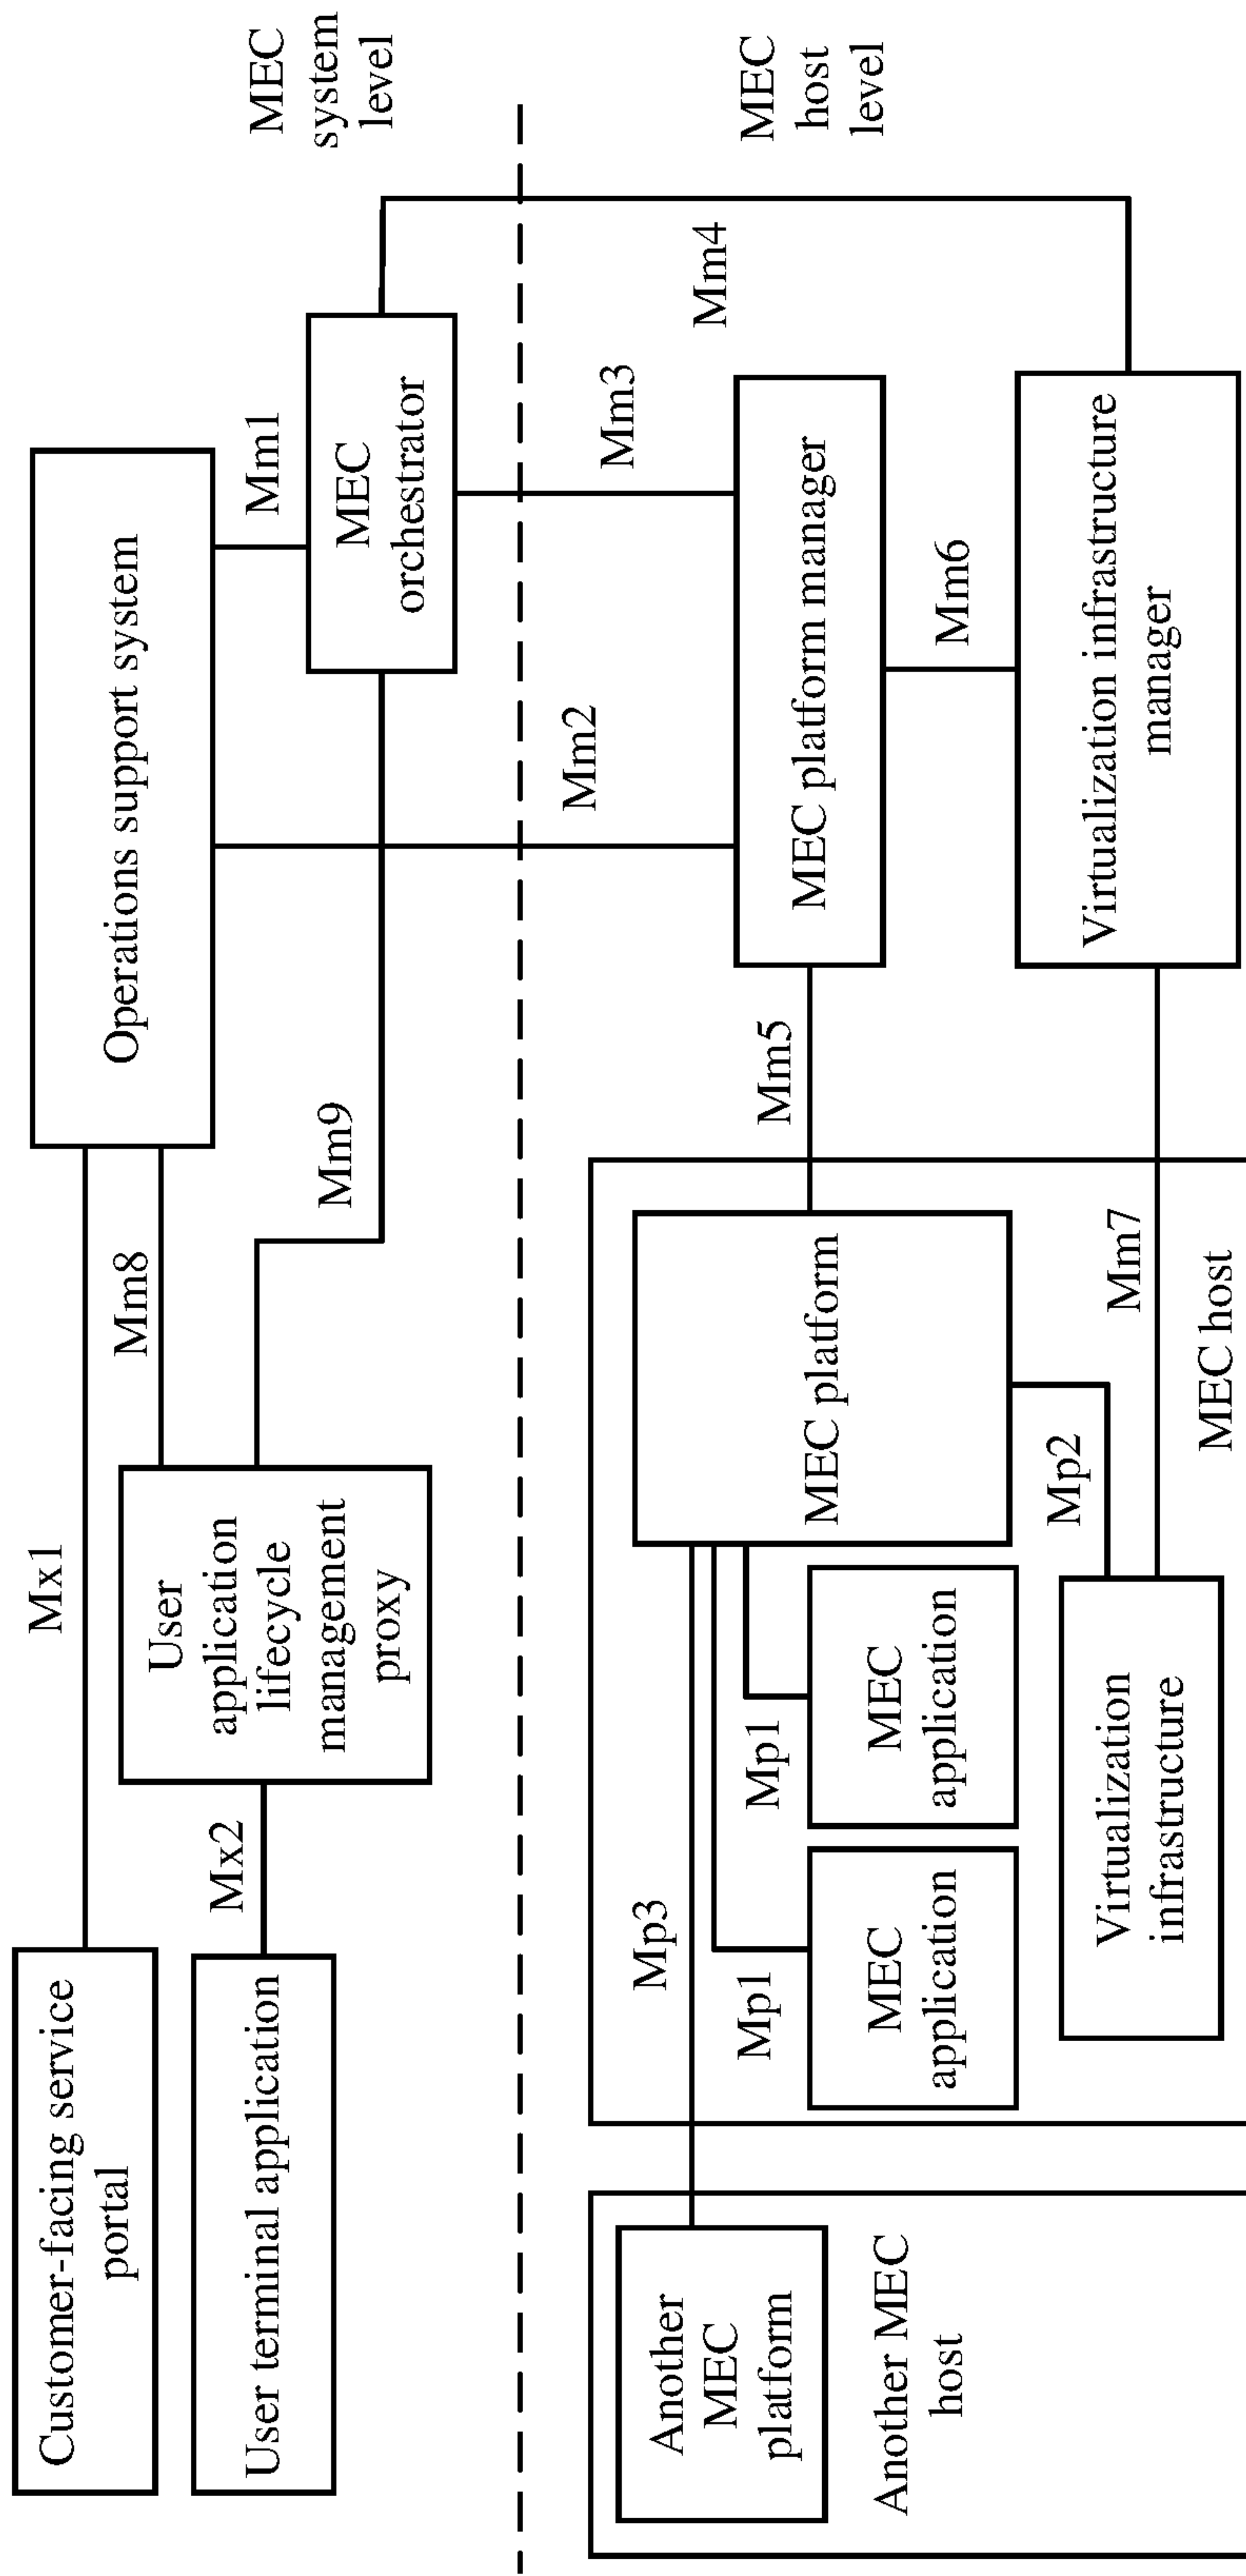 Customer-facing service
portal
Mx1
Operations support system
MEC
system
level
User terminal application
Mx2
User
application
lifecycle
management
proxy
Mm8
Mm9
Mm1
MEC
orchestrator
Mm2
Mm3
Mm4
MEC
host
level
Another
MEC
platform
Another MEC
host
Mp3
Mp1
Mp1
MEC
application
MEC
application
MEC platform
Mm5
MEC platform manager
Mp2
Mm6
Virtualization
infrastructure
Mm7
MEC host
Virtualization infrastructure
manager